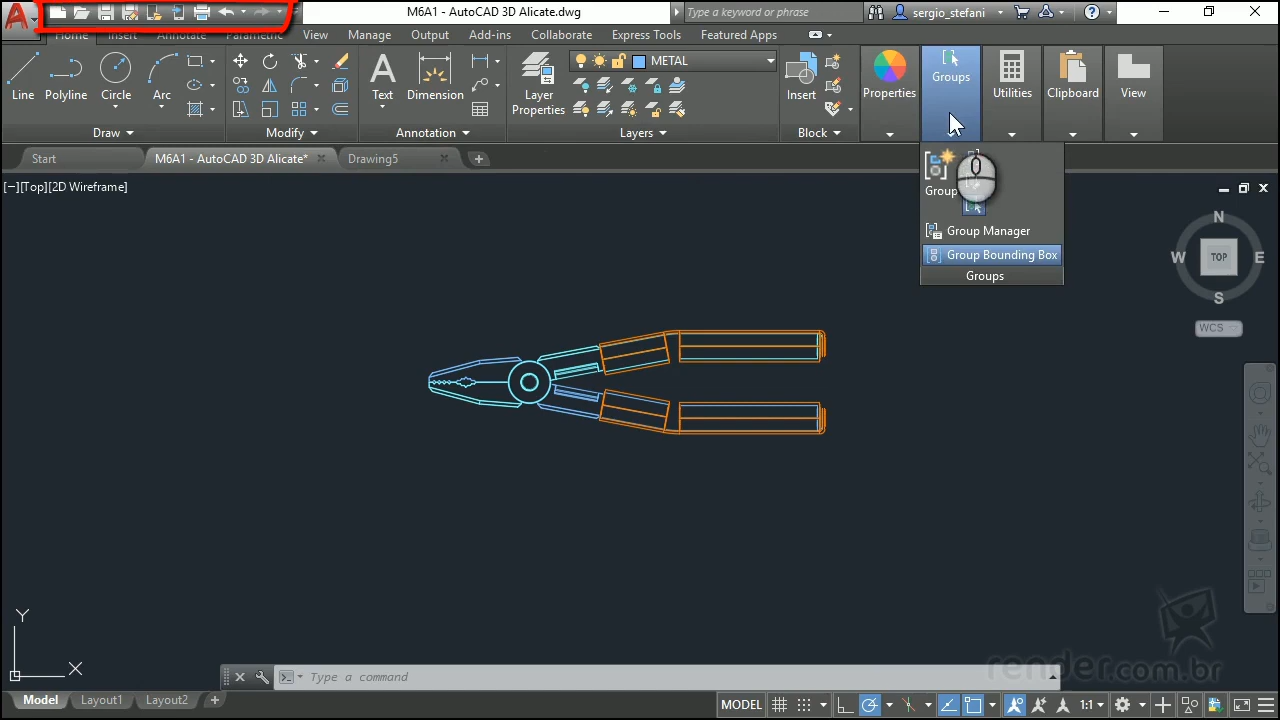 M6A1 - AutoCAD 3D Alicate.dwg
Type a keyword or phrase
sergio_stefani
Home Insert Annotate Parametric View Manage Output Add-ins Collaborate Express Tools Featured Apps
Line Polyline Circle Arc
Text Dimension
Layer Properties
METAL
Insert
Properties
Groups
Utilities
Clipboard
View
Draw Modify Annotation Layers Block
Start M6A1 - AutoCAD 3D Alicate* Drawing5
[−][Top][2D Wireframe]
Group
Group Manager
Group Bounding Box
Groups
N
W TOP E
S
WCS
Y
X
Type a command
render.com.br
Model Layout1 Layout2
MODEL 1:1